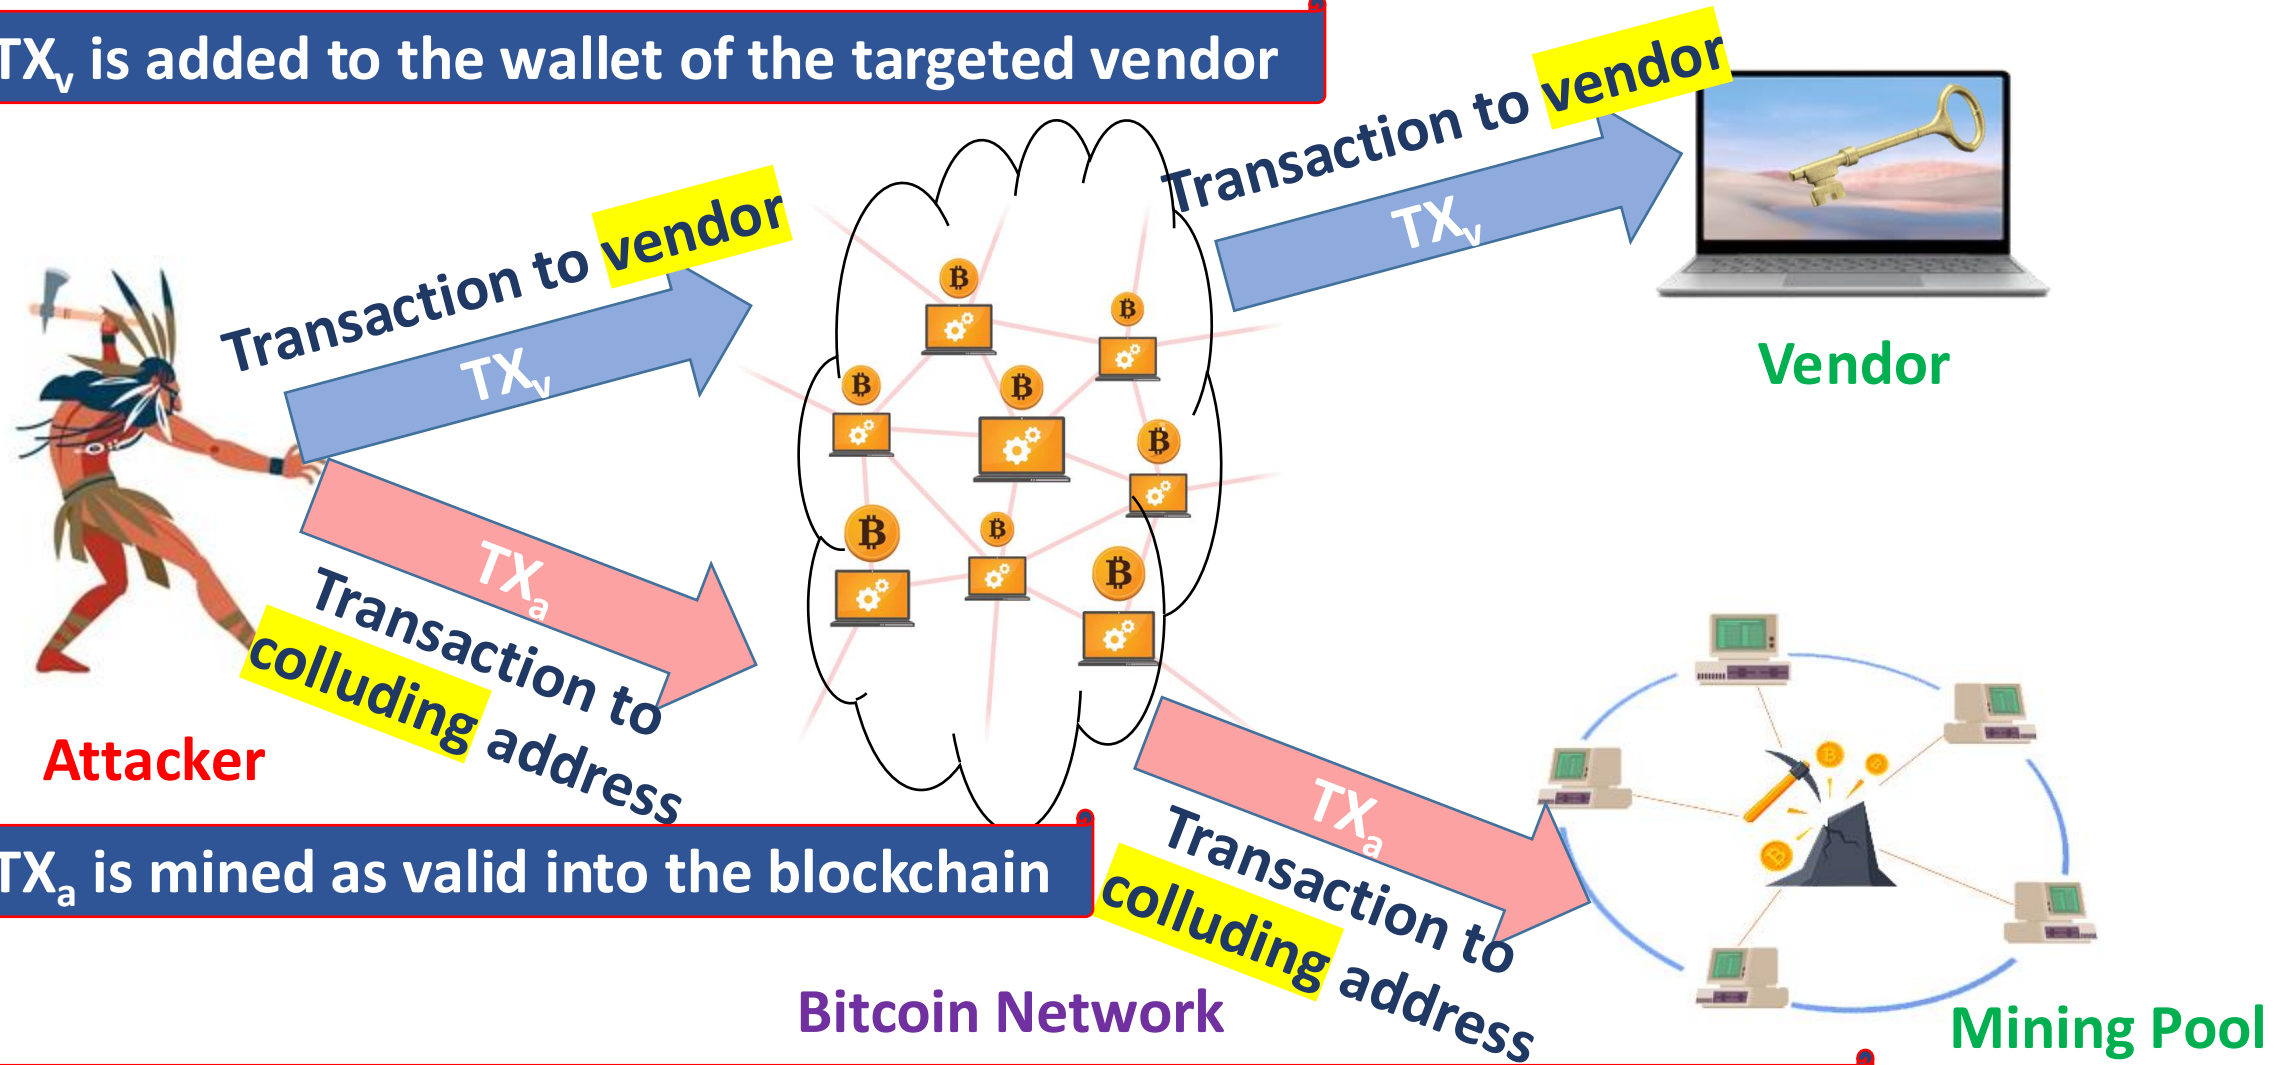 TXv is added to the wallet of the targeted vendor
Transaction to vendor
TXv
Transaction to vendor
TXv
Vendor
TXa
Transaction to
colluding address
Attacker
TXa is mined as valid into the blockchain
TXa
Transaction to
colluding address
Bitcoin Network
Mining Pool